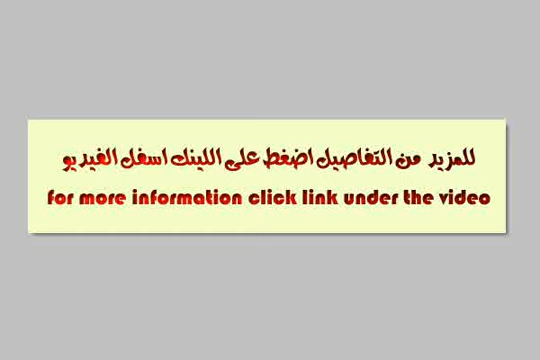 للمزيد من التفاصيل اضغط على اللينك اسفل الفيديو
for more information click link under the video